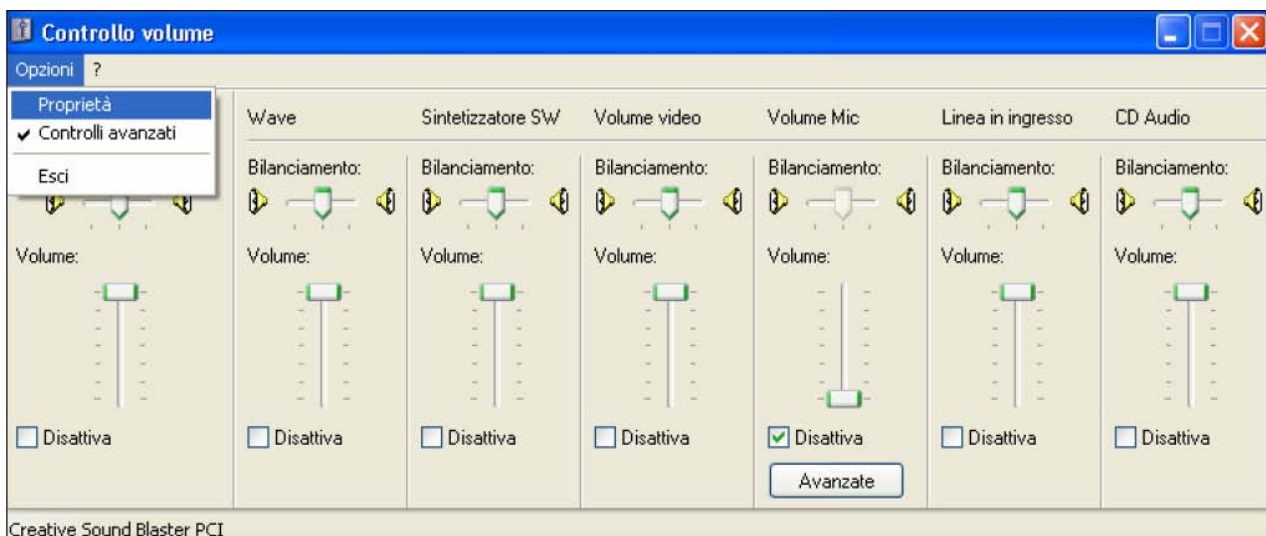 Controllo volume
Opzioni ?
Proprietà
Controlli avanzati
Esci
Wave Sintetizzatore SW Volume video Volume Mic Linea in ingresso CD Audio
Bilanciamento: Bilanciamento: Bilanciamento: Bilanciamento: Bilanciamento: Bilanciamento:
Volume: Volume: Volume: Volume: Volume: Volume: Volume:
Disattiva Disattiva Disattiva Disattiva Disattiva Disattiva Disattiva
Avanzate
Creative Sound Blaster PCI